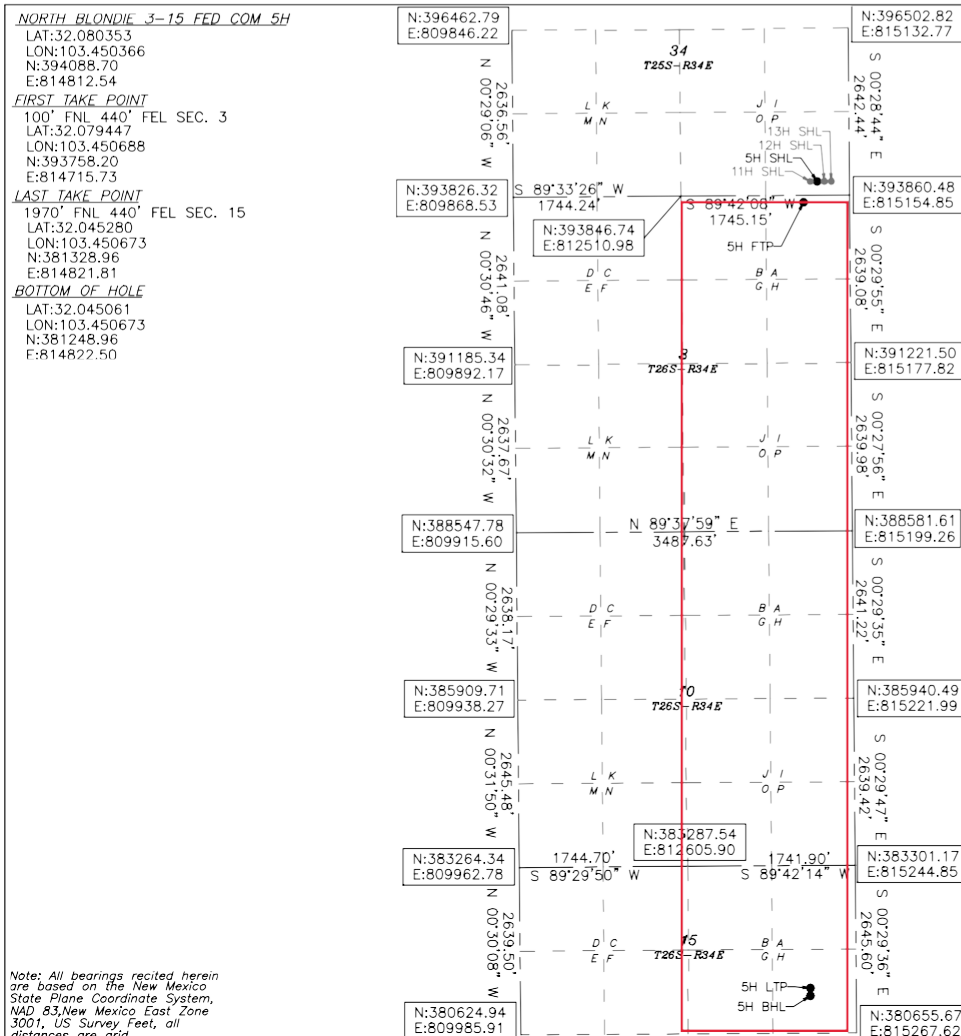 NORTH BLONDIE 3-15 FED COM 5H
LAT:32.080353
LON:103.450366
N:394088.70
E:814812.54
FIRST TAKE POINT
100' FNL 440' FEL SEC. 3
LAT:32.079447
LON:103.450688
N:393758.20
E:814715.73
LAST TAKE POINT
1970' FNL 440' FEL SEC. 15
LAT:32.045280
LON:103.450673
N:381328.96
E:814821.81
BOTTOM OF HOLE
LAT:32.045061
LON:103.450673
N:381248.96
E:814822.50
N:396462.79
E:809846.22
N:396502.82
E:815132.77
34
T25S-R34E
N 00°29'06" W
2636.56'
S 00°28'44" E
2642.44'
L K
M N
J I
O P
13H SHL
12H SHL
5H SHL
11H SHL
N:393826.32
E:809868.53
S 89°33'26" W
1744.24'
S 89°42'06" W
1745.15'
N:393860.48
E:815154.85
N:393846.74
E:812510.98
5H FTP
N 00°30'46" W
2641.08'
S 00°29'55" E
2639.08'
D C
E F
B A
G H
N:391185.34
E:809892.17
3
T26S-R34E
N:391221.50
E:815177.82
N 00°30'32" W
2637.67'
S 00°27'56" E
2639.98'
L K
M N
J I
O P
N:388547.78
E:809915.60
N 89°37'59" E
3487.63'
N:388581.61
E:815199.26
N 00°29'33" W
2638.17'
S 00°29'35" E
2641.22'
D C
E F
B A
G H
N:385909.71
E:809938.27
10
T26S-R34E
N:385940.49
E:815221.99
N 00°31'50" W
2645.48'
S 00°29'47" E
2639.42'
L K
M N
J I
O P
N:383287.54
E:812605.90
N:383264.34
E:809962.78
1744.70'
S 89°29'50" W
1741.90'
S 89°42'14" W
N:383301.17
E:815244.85
N 00°30'08" W
2639.50'
S 00°29'36" E
2645.60'
D C
E F
B A
G H
15
T26S-R34E
5H LTP
5H BHL
N:380624.94
E:809985.91
N:380655.67
E:815267.62
Note: All bearings recited herein
are based on the New Mexico
State Plane Coordinate System,
NAD 83,New Mexico East Zone
3001, US Survey Feet, all
distances are grid